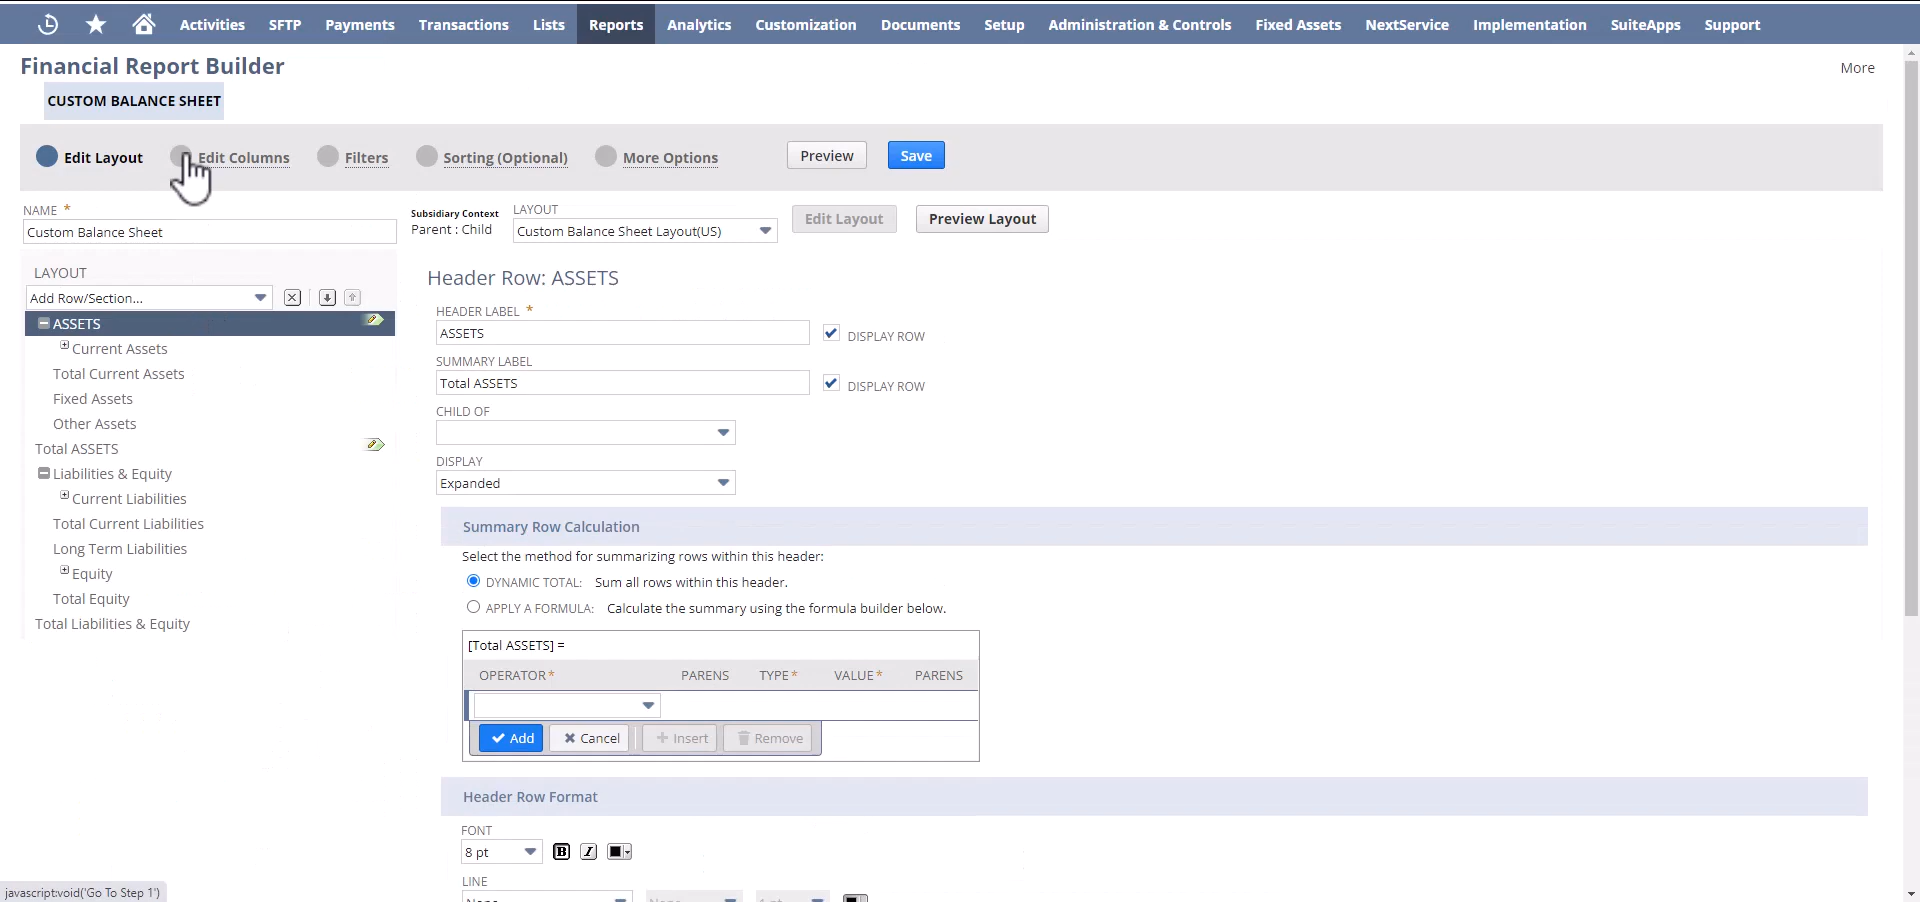 Activities SFTP Payments Transactions Lists Reports Analytics Customization Documents Setup Administration & Controls Fixed Assets NextService Implementation SuiteApps Support
Financial Report Builder More
CUSTOM BALANCE SHEET
Edit Layout Edit Columns Filters Sorting (Optional) More Options Preview Save
NAME * Subsidiary Context LAYOUT
Custom Balance Sheet Parent : Child Custom Balance Sheet Layout(US) Edit Layout Preview Layout
LAYOUT
Add Row/Section...
ASSETS
Current Assets
Total Current Assets
Fixed Assets
Other Assets
Total ASSETS
Liabilities & Equity
Current Liabilities
Total Current Liabilities
Long Term Liabilities
Equity
Total Equity
Total Liabilities & Equity
Header Row: ASSETS
HEADER LABEL *
ASSETS DISPLAY ROW
SUMMARY LABEL
Total ASSETS DISPLAY ROW
CHILD OF
DISPLAY
Expanded
Summary Row Calculation
Select the method for summarizing rows within this header:
DYNAMIC TOTAL: Sum all rows within this header.
APPLY A FORMULA: Calculate the summary using the formula builder below.
[Total ASSETS] =
OPERATOR* PARENS TYPE* VALUE* PARENS
Add Cancel Insert Remove
Header Row Format
FONT
8 pt B I
LINE
javascript:void('Go To Step 1')